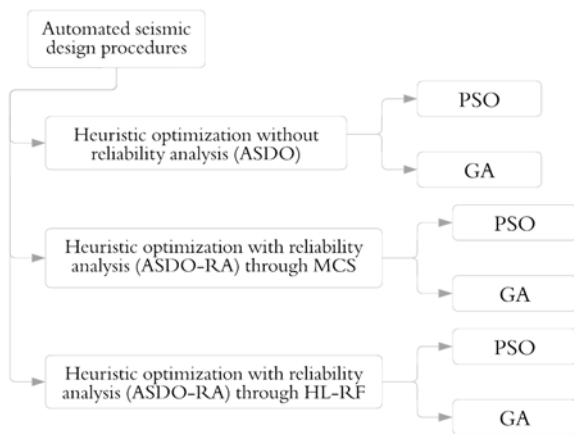 Automated seismic
design procedures
PSO
Heuristic optimization without
reliability analysis (ASDO)
GA
PSO
Heuristic optimization with reliability
analysis (ASDO-RA) through MCS
GA
PSO
Heuristic optimization with reliability
analysis (ASDO-RA) through HL-RF
GA